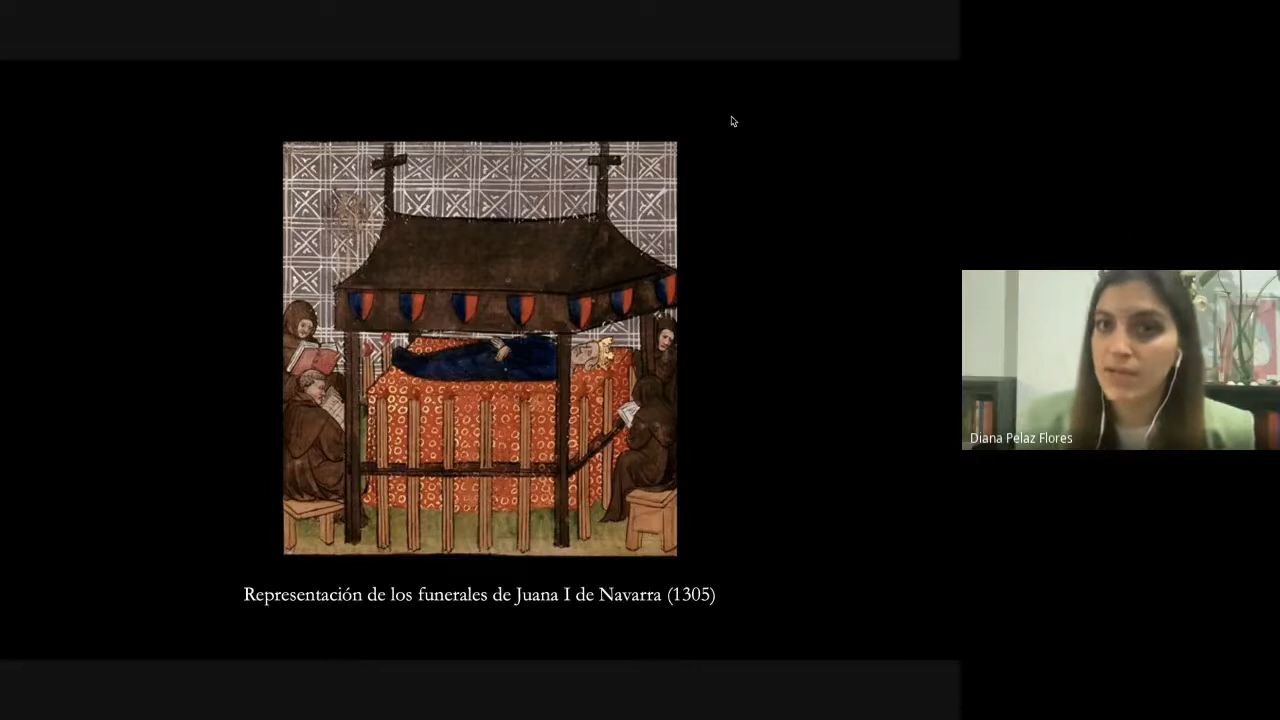 Representación de los funerales de Juana I de Navarra (1305)
Diana Pelaz Flores